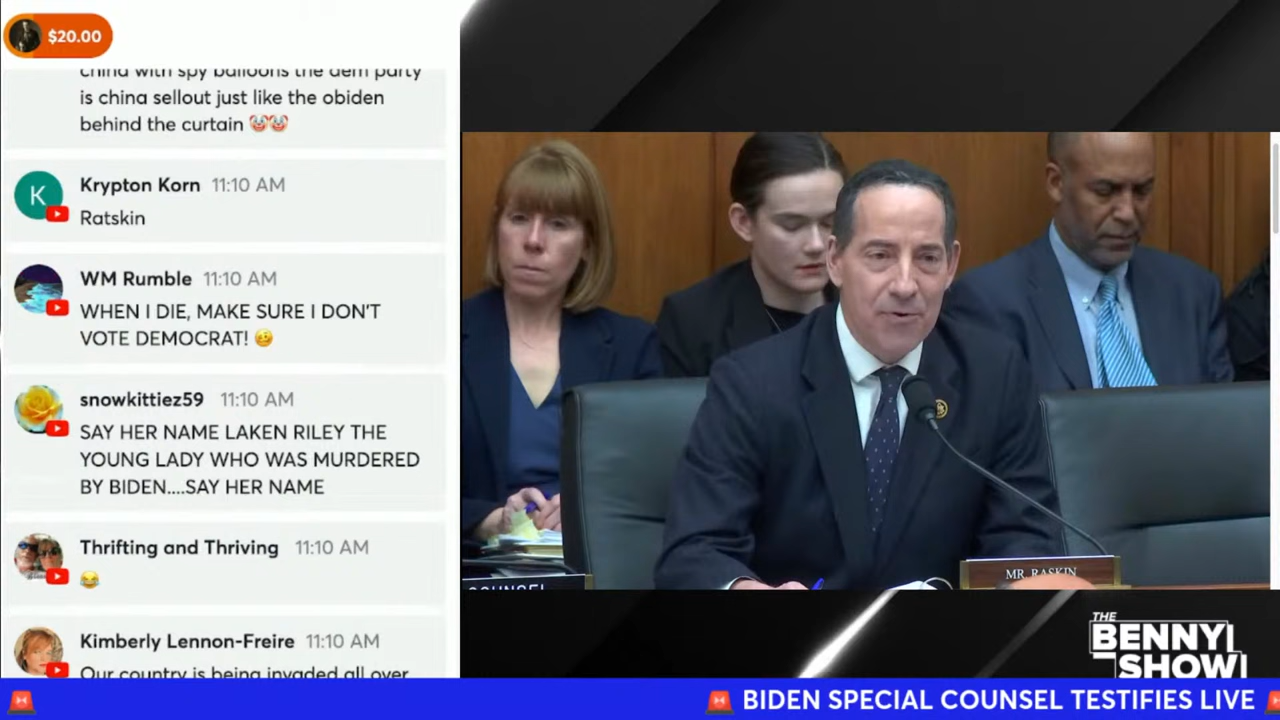 $20.00
china with spy balloons the dem party
is china sellout just like the obiden
behind the curtain 🤡🤡
K
Krypton Korn 11:10 AM
Ratskin
WM Rumble 11:10 AM
WHEN I DIE, MAKE SURE I DON'T
VOTE DEMOCRAT! 🥴
snowkittiez59 11:10 AM
SAY HER NAME LAKEN RILEY THE
YOUNG LADY WHO WAS MURDERED
BY BIDEN....SAY HER NAME
Thrifting and Thriving 11:10 AM
😂
Kimberly Lennon-Freire 11:10 AM
Our country is being invaded all over
COUNSEL
MR. RASKIN
THE
BENNY
SHOW
🚨 🚨 BIDEN SPECIAL COUNSEL TESTIFIES LIVE 🚨